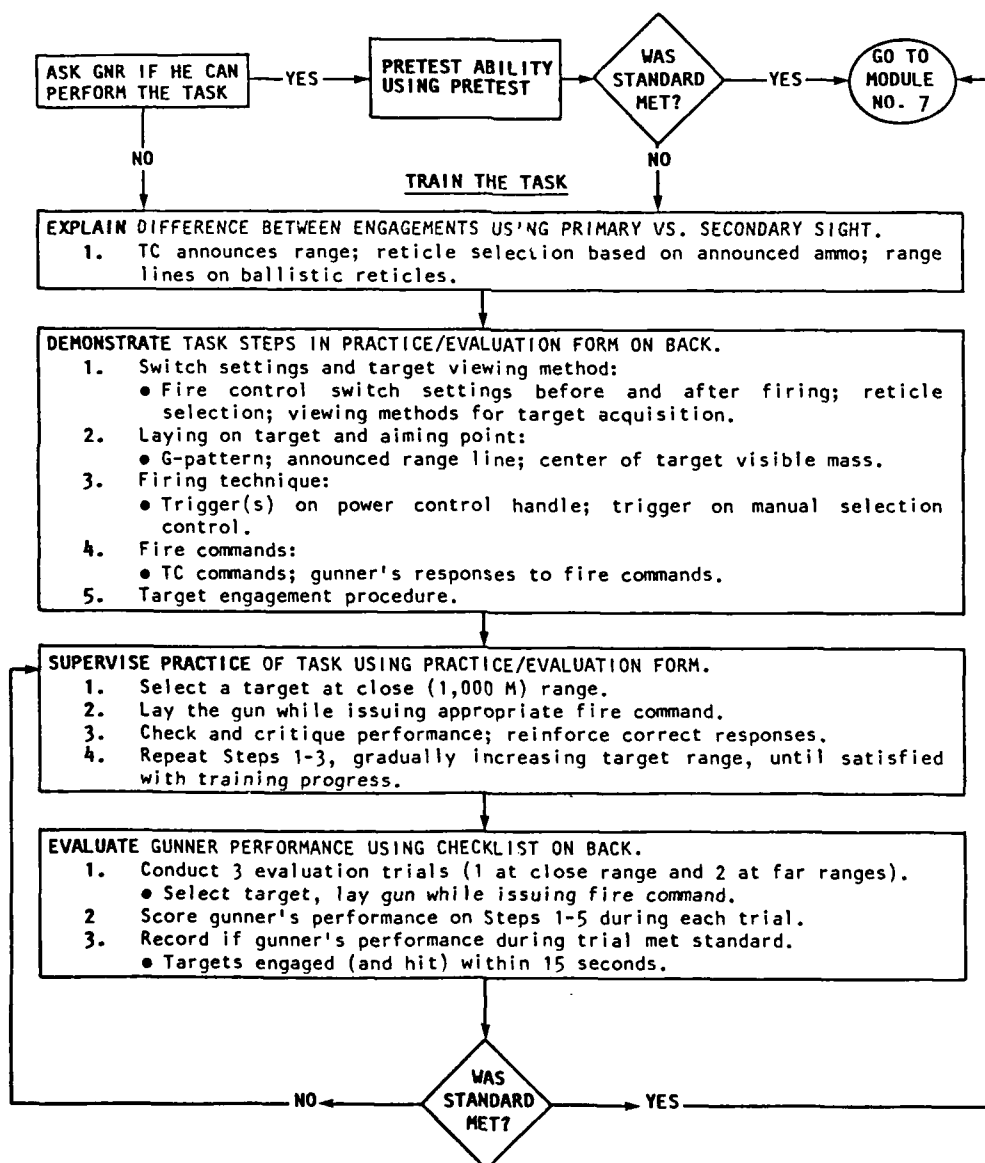 ASK GNR IF HE CAN
PERFORM THE TASK
YES
PRETEST ABILITY
USING PRETEST
WAS
STANDARD
MET?
YES
GO TO
MODULE
NO. 7
NO
NO
TRAIN THE TASK
EXPLAIN DIFFERENCE BETWEEN ENGAGEMENTS US'NG PRIMARY VS. SECONDARY SIGHT.
1. TC announces range; reticle selection based on announced ammo; range
lines on ballistic reticles.
DEMONSTRATE TASK STEPS IN PRACTICE/EVALUATION FORM ON BACK.
1. Switch settings and target viewing method:
● Fire control switch settings before and after firing; reticle
selection; viewing methods for target acquisition.
2. Laying on target and aiming point:
● G-pattern; announced range line; center of target visible mass.
3. Firing technique:
● Trigger(s) on power control handle; trigger on manual selection
control.
4. Fire commands:
● TC commands; gunner's responses to fire commands.
5. Target engagement procedure.
SUPERVISE PRACTICE OF TASK USING PRACTICE/EVALUATION FORM.
1. Select a target at close (1,000 M) range.
2. Lay the gun while issuing appropriate fire command.
3. Check and critique performance; reinforce correct responses.
4. Repeat Steps 1-3, gradually increasing target range, until satisfied
with training progress.
EVALUATE GUNNER PERFORMANCE USING CHECKLIST ON BACK.
1. Conduct 3 evaluation trials (1 at close range and 2 at far ranges).
● Select target, lay gun while issuing fire command.
2 Score gunner's performance on Steps 1-5 during each trial.
3. Record if gunner's performance during trial met standard.
● Targets engaged (and hit) within 15 seconds.
WAS
STANDARD
MET?
NO
YES